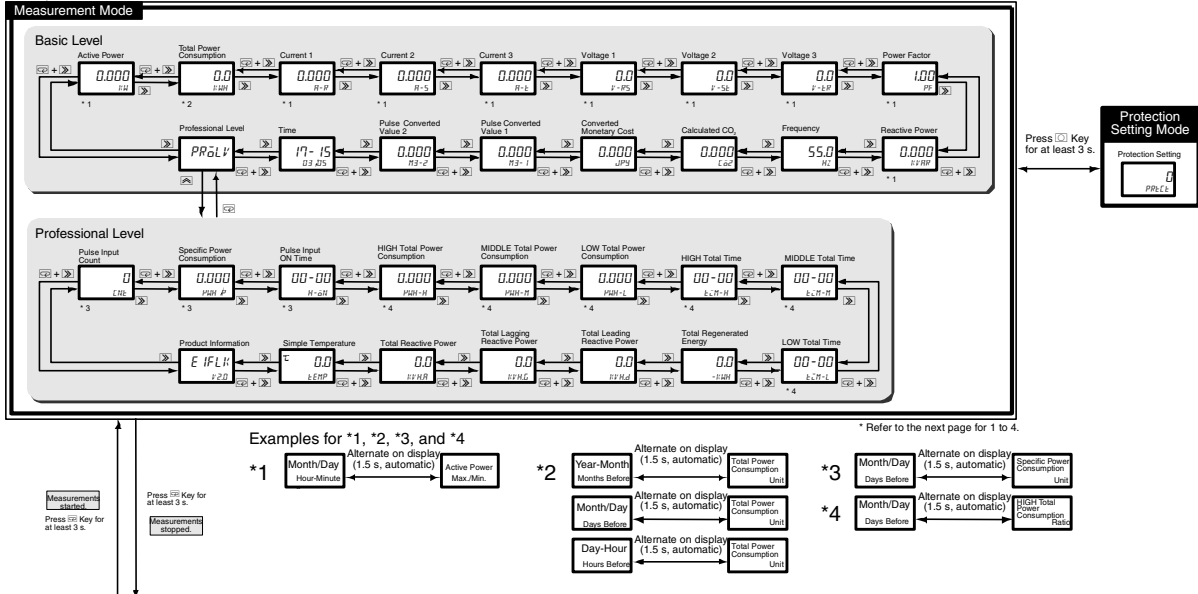 Measurement Mode
Basic Level
Active Power
Total Power
Consumption
Current 1
Current 2
Current 3
Voltage 1
Voltage 2
Voltage 3
Power Factor
0.000
KW
0.0
KWH
0.000
A-R
0.000
A-S
0.000
A-t
0.0
V-RS
0.0
V-St
0.0
V-tR
1.00
PF
* 1
* 2
* 1
* 1
* 1
* 1
* 1
* 1
* 1
Professional Level
Time
Pulse Converted
Value 2
Pulse Converted
Value 1
Converted
Monetary Cost
Calculated CO2
Frequency
Reactive Power
PRoLV
17-15
03.05
0.000
M3-2
0.000
M3-1
0.000
JPY
0.000
Co2
55.0
HZ
0.000
KVAR
* 1
Press Key
for at least 3 s.
Protection
Setting Mode
Protection Setting
0
PRtCt
Professional Level
Pulse Input
Count
Specific Power
Consumption
Pulse Input
ON Time
HIGH Total Power
Consumption
MIDDLE Total Power
Consumption
LOW Total Power
Consumption
HIGH Total Time
MIDDLE Total Time
0
CNt
0.000
PWH P
00-00
H-oN
0.000
PWH-H
0.000
PWH-M
0.000
PWH-L
00-00
tiM-H
00-00
tiM-M
* 3
* 3
* 3
* 4
* 4
* 4
* 4
* 4
Product Information
Simple Temperature
Total Reactive Power
Total Lagging
Reactive Power
Total Leading
Reactive Power
Total Regenerated
Energy
LOW Total Time
E1FLK
V2.0
°C 0.0
tEMP
0.0
KVH.R
0.0
KVH.G
0.0
KVH.d
0.0
-KWH
00-00
tiM-L
* 4
* Refer to the next page for 1 to 4.
Examples for *1, *2, *3, and *4
*1
Month/Day
Hour-Minute
Alternate on display
(1.5 s, automatic)
Active Power
Max./Min.
*2
Year-Month
Months Before
Alternate on display
(1.5 s, automatic)
Total Power
Consumption
Unit
Month/Day
Days Before
Alternate on display
(1.5 s, automatic)
Total Power
Consumption
Unit
Day-Hour
Hours Before
Alternate on display
(1.5 s, automatic)
Total Power
Consumption
Unit
*3
Month/Day
Days Before
Alternate on display
(1.5 s, automatic)
Specific Power
Consumption
Unit
*4
Month/Day
Days Before
Alternate on display
(1.5 s, automatic)
HIGH Total
Power
Consumption
Ratio
Measurements
started.
Press Key for
at least 3 s.
Press Key for
at least 3 s.
Measurements
stopped.